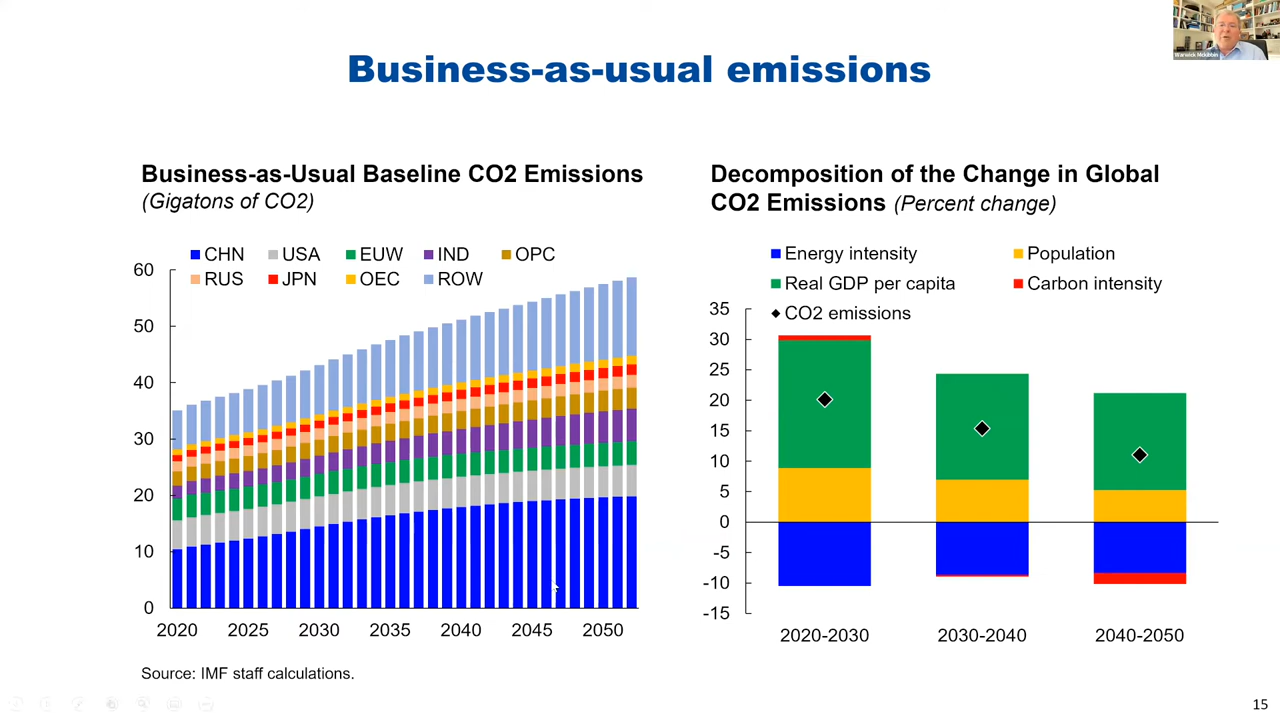 Warwick McKibbin
Business-as-usual emissions
Business-as-Usual Baseline CO2 Emissions
(Gigatons of CO2)
CHN USA EUW IND OPC
RUS JPN OEC ROW
60
50
40
30
20
10
0
2020 2025 2030 2035 2040 2045 2050
Source: IMF staff calculations.
Decomposition of the Change in Global
CO2 Emissions (Percent change)
Energy intensity Population
Real GDP per capita Carbon intensity
CO2 emissions
35
30
25
20
15
10
5
0
-5
-10
-15
2020-2030 2030-2040 2040-2050
15